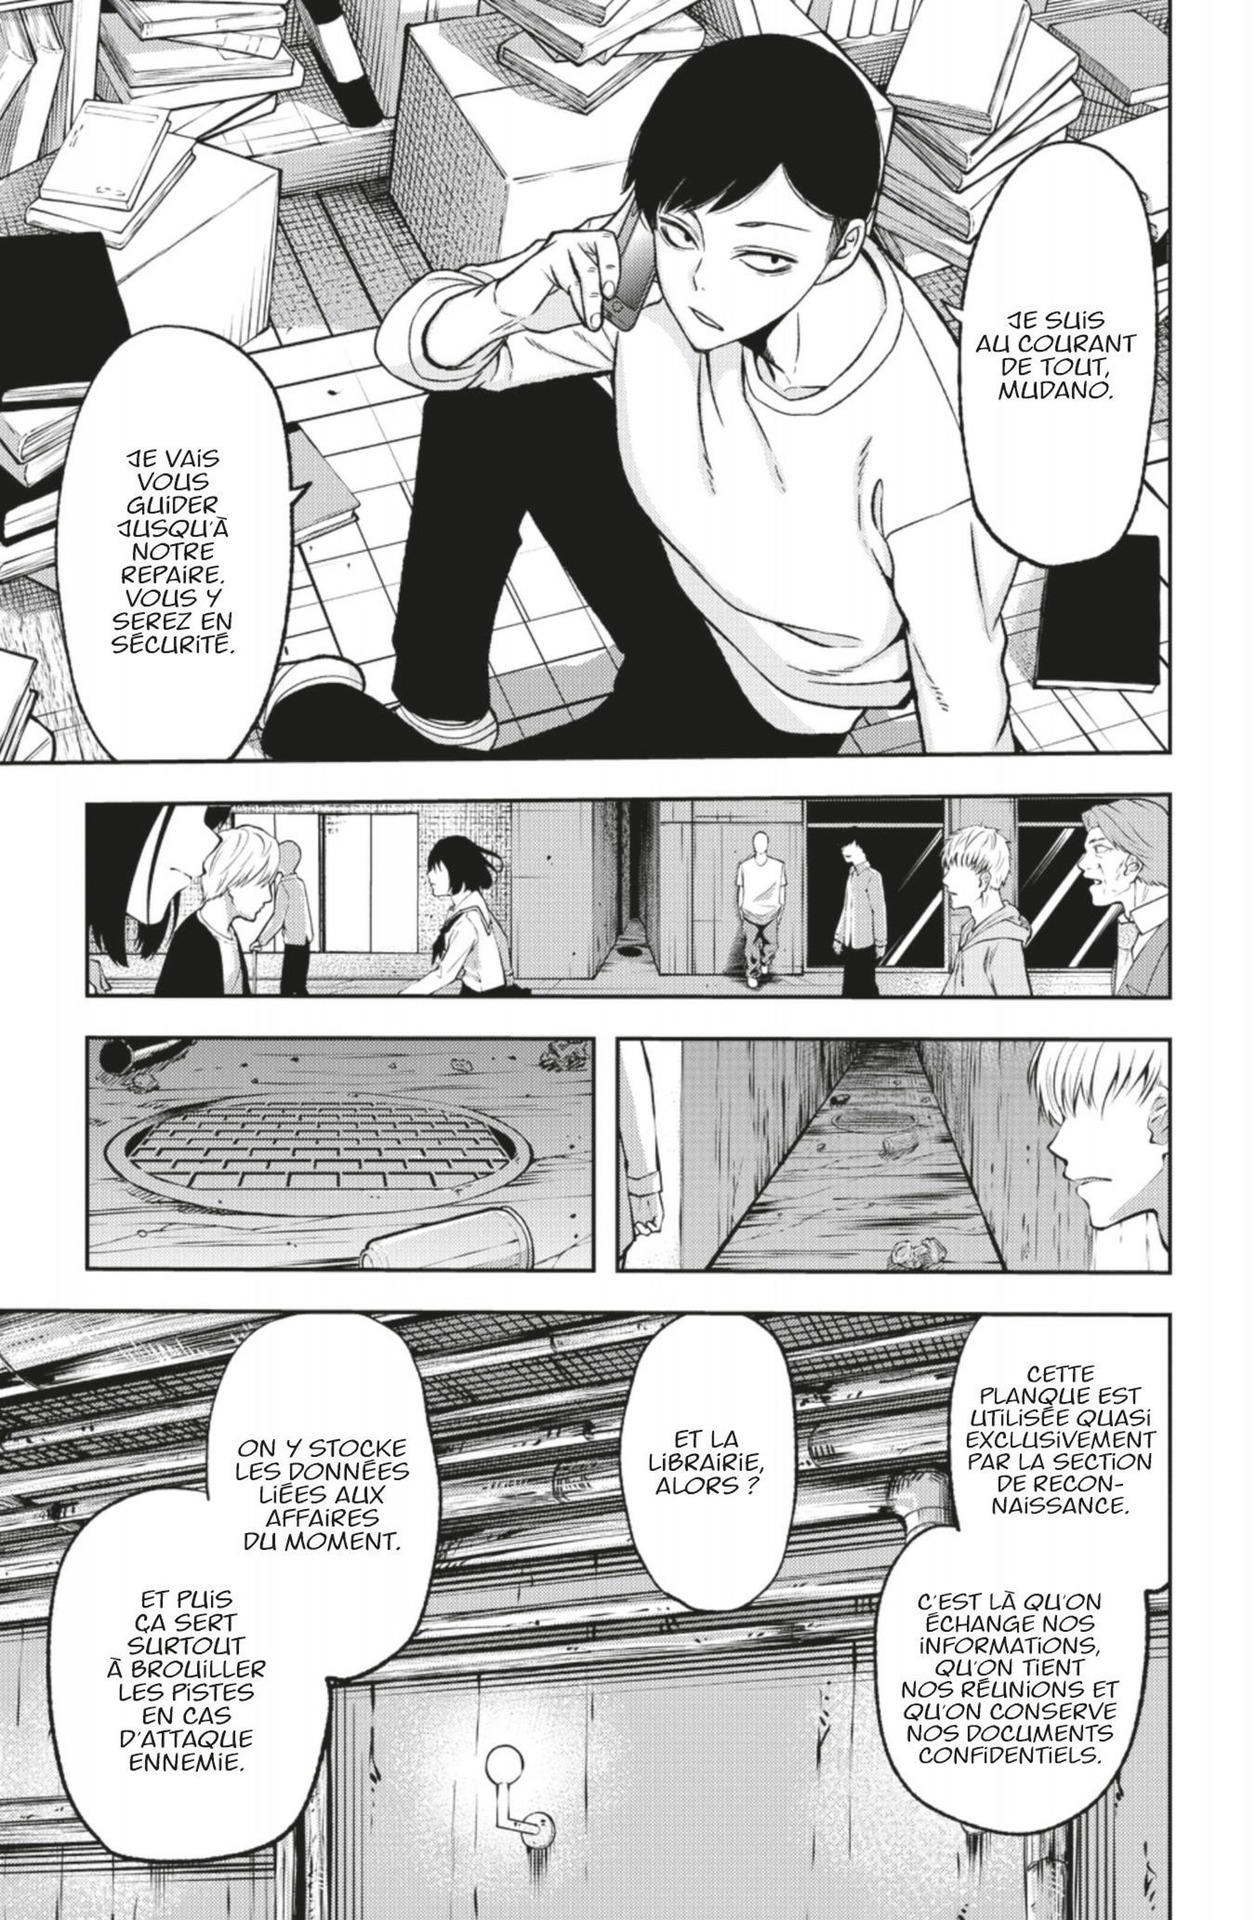 JE SUIS
AU COURANT
DE TOUT,
MUDANO.
JE VAIS
VOUS
GUIDER
JUSQU'À
NOTRE
REPAIRE.
VOUS Y
SEREZ EN
SÉCURITÉ.
CETTE
PLANQUE EST
UTILISÉE QUASI
EXCLUSIVEMENT
PAR LA SECTION
DE RECON-
NAISSANCE.
C'EST LÀ QU'ON
ÉCHANGE NOS
INFORMATIONS,
QU'ON TIENT
NOS RÉUNIONS ET
QU'ON CONSERVE
NOS DOCUMENTS
CONFIDENTIELS.
ET LA
LIBRAIRIE,
ALORS ?
ON Y STOCKE
LES DONNÉES
LIÉES AUX
AFFAIRES
DU MOMENT.
ET PUIS
ÇA SERT
SURTOUT
À BROUILLER
LES PISTES
EN CAS
D'ATTAQUE
ENNEMIE.